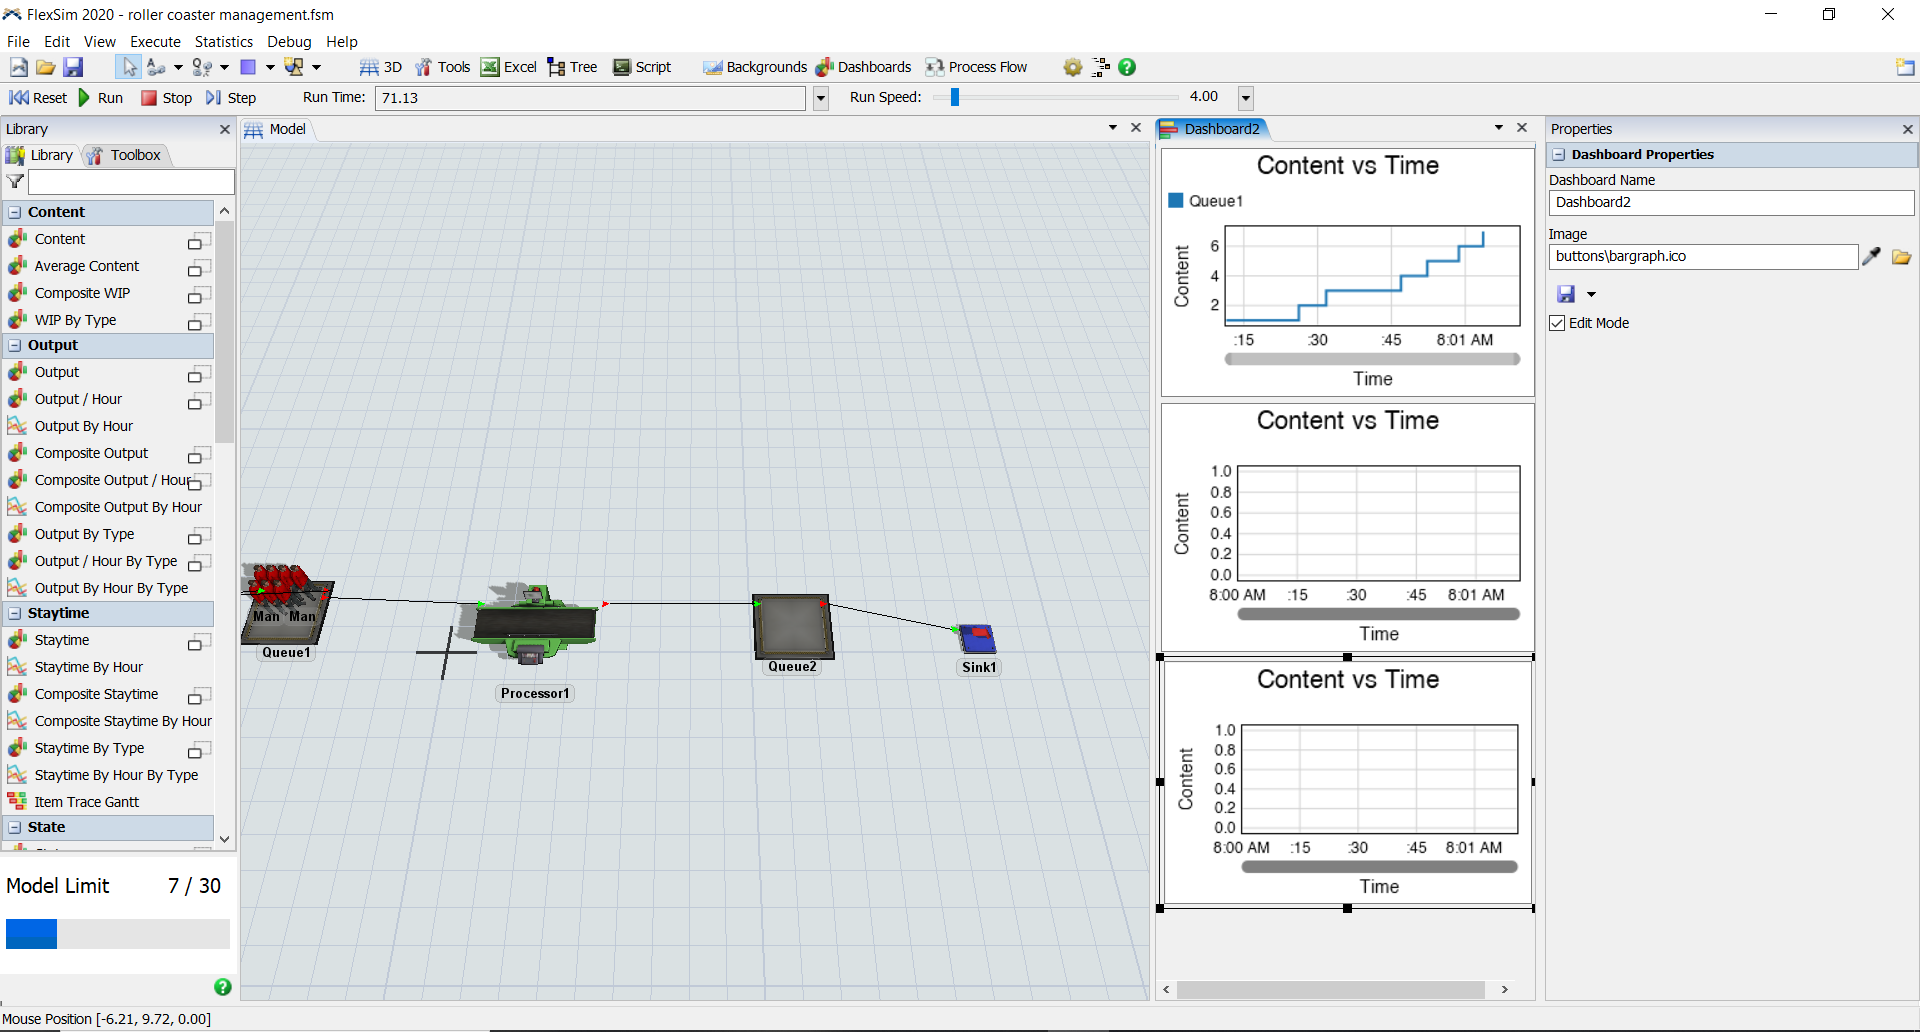 FlexSim 2020 - roller coaster management.fsm
File Edit View Execute Statistics Debug Help
3D Tools Excel Tree Script Backgrounds Dashboards Process Flow
Reset Run Stop Step Run Time: 71.13 Run Speed: 4.00
Library
Library Toolbox
Content
Content
Average Content
Composite WIP
WIP By Type
Output
Output
Output / Hour
Output By Hour
Composite Output
Composite Output / Hour
Composite Output By Hour
Output By Type
Output / Hour By Type
Output By Hour By Type
Staytime
Staytime
Staytime By Hour
Composite Staytime
Composite Staytime By Hour
Staytime By Type
Staytime By Hour By Type
Item Trace Gantt
State
Model Limit 7 / 30
Mouse Position [-6.21, 9.72, 0.00]
Model
Man Man
Queue1
Processor1
Queue2
Sink1
Dashboard2
Content vs Time
Queue1
Content
6
4
2
:15 :30 :45 8:01 AM
Time
Content vs Time
Content
1.0
0.8
0.6
0.4
0.2
0.0
8:00 AM :15 :30 :45 8:01 AM
Time
Content vs Time
Content
1.0
0.8
0.6
0.4
0.2
0.0
8:00 AM :15 :30 :45 8:01 AM
Time
Properties
Dashboard Properties
Dashboard Name
Dashboard2
Image
buttons\bargraph.ico
Edit Mode